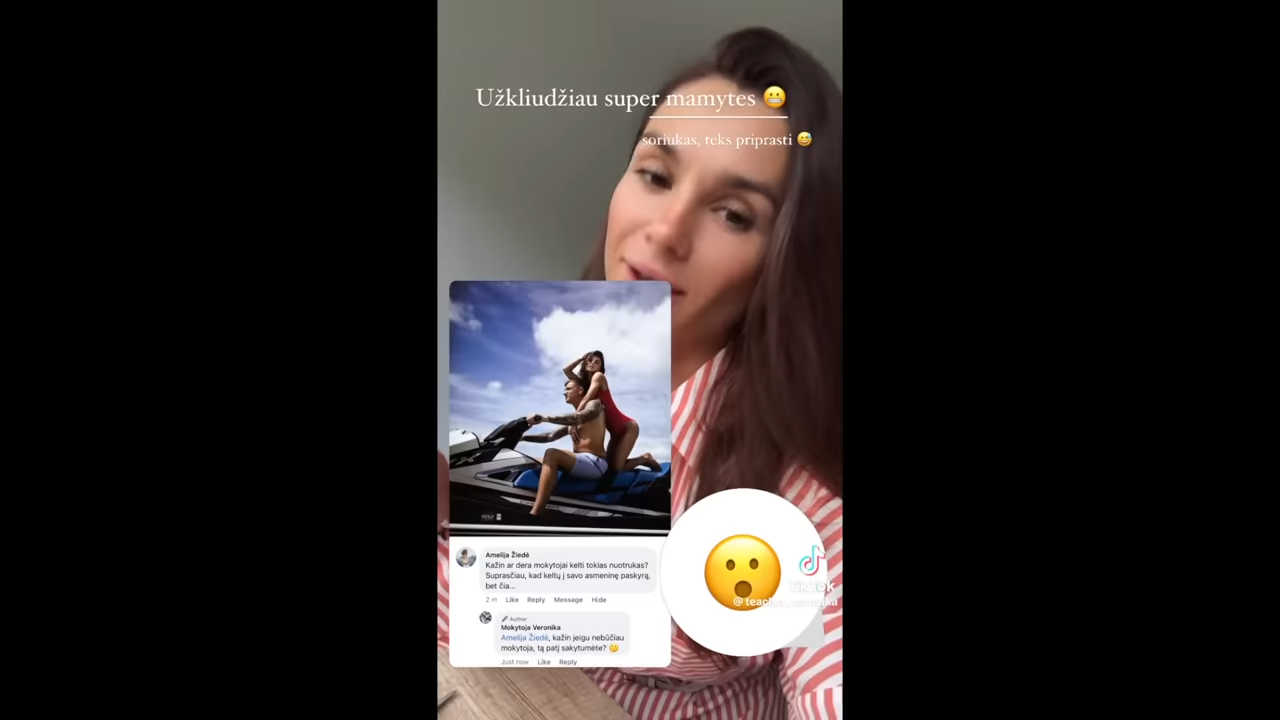 Užkliudžiau super mamytes 😬
soriukas, teks priprasti 😅
Amelija Žiedė
Kažin ar dera mokytojai kelti tokias nuotrukas?
Suprasčiau, kad keltų į savo asmeninę paskyrą,
bet čia...
2 m Like Reply Message Hide
Author
Mokytoja Veronika
Amelija Žiedė, kažin jeigu nebūčiau
mokytoja, tą patį sakytumėte? 🤔
Just now Like Reply
TikTok